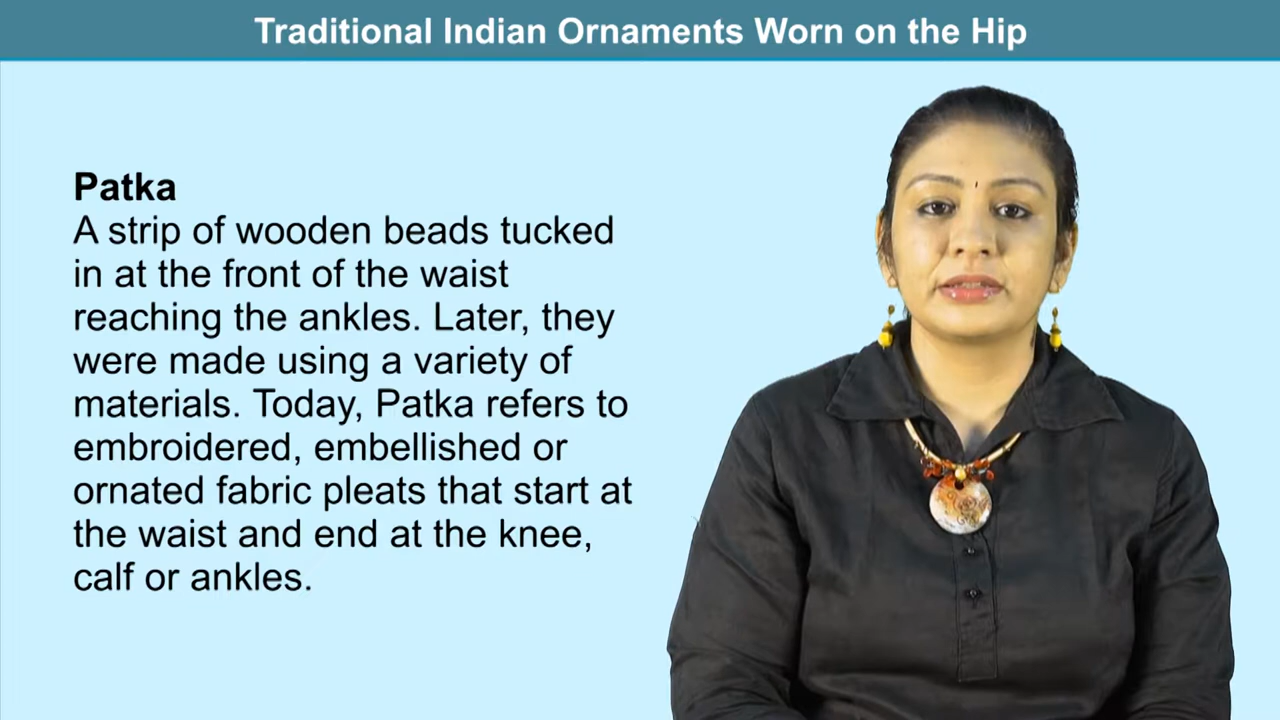 Traditional Indian Ornaments Worn on the Hip
Patka
A strip of wooden beads tucked
in at the front of the waist
reaching the ankles. Later, they
were made using a variety of
materials. Today, Patka refers to
embroidered, embellished or
ornated fabric pleats that start at
the waist and end at the knee,
calf or ankles.